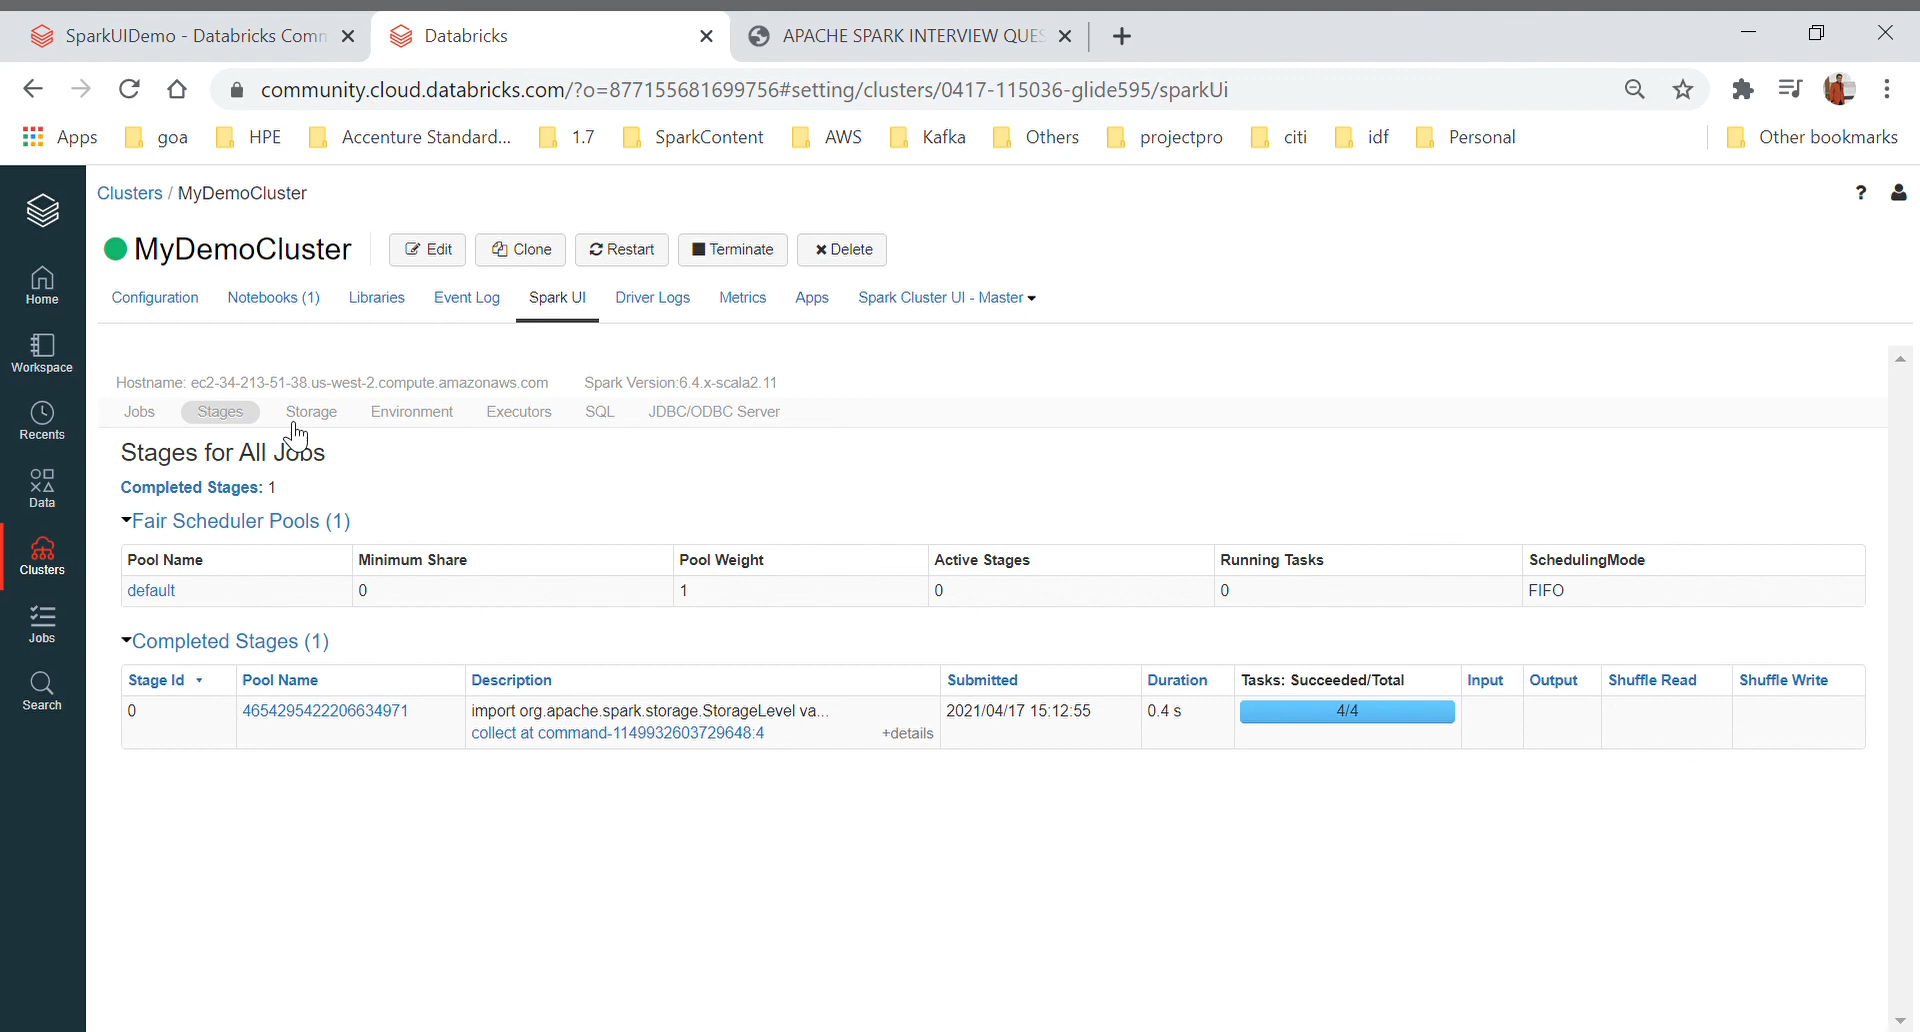 SparkUIDemo - Databricks Comm
Databricks
APACHE SPARK INTERVIEW QUES
community.cloud.databricks.com/?o=877155681699756#setting/clusters/0417-115036-glide595/sparkUi
Apps goa HPE Accenture Standard... 1.7 SparkContent AWS Kafka Others projectpro citi idf Personal Other bookmarks
Clusters / MyDemoCluster ?
MyDemoCluster Edit Clone Restart Terminate Delete
Configuration Notebooks (1) Libraries Event Log Spark UI Driver Logs Metrics Apps Spark Cluster UI - Master
Home
Workspace
Recents
Data
Clusters
Jobs
Search
Hostname: ec2-34-213-51-38.us-west-2.compute.amazonaws.com Spark Version:6.4.x-scala2.11
Jobs Stages Storage Environment Executors SQL JDBC/ODBC Server
Stages for All Jobs
Completed Stages: 1
Fair Scheduler Pools (1)
Pool Name Minimum Share Pool Weight Active Stages Running Tasks SchedulingMode
default 0 1 0 0 FIFO
Completed Stages (1)
Stage Id Pool Name Description Submitted Duration Tasks: Succeeded/Total Input Output Shuffle Read Shuffle Write
0 4654295422206634971 import org.apache.spark.storage.StorageLevel va... 2021/04/17 15:12:55 0.4 s 4/4
collect at command-1149932603729648:4 +details